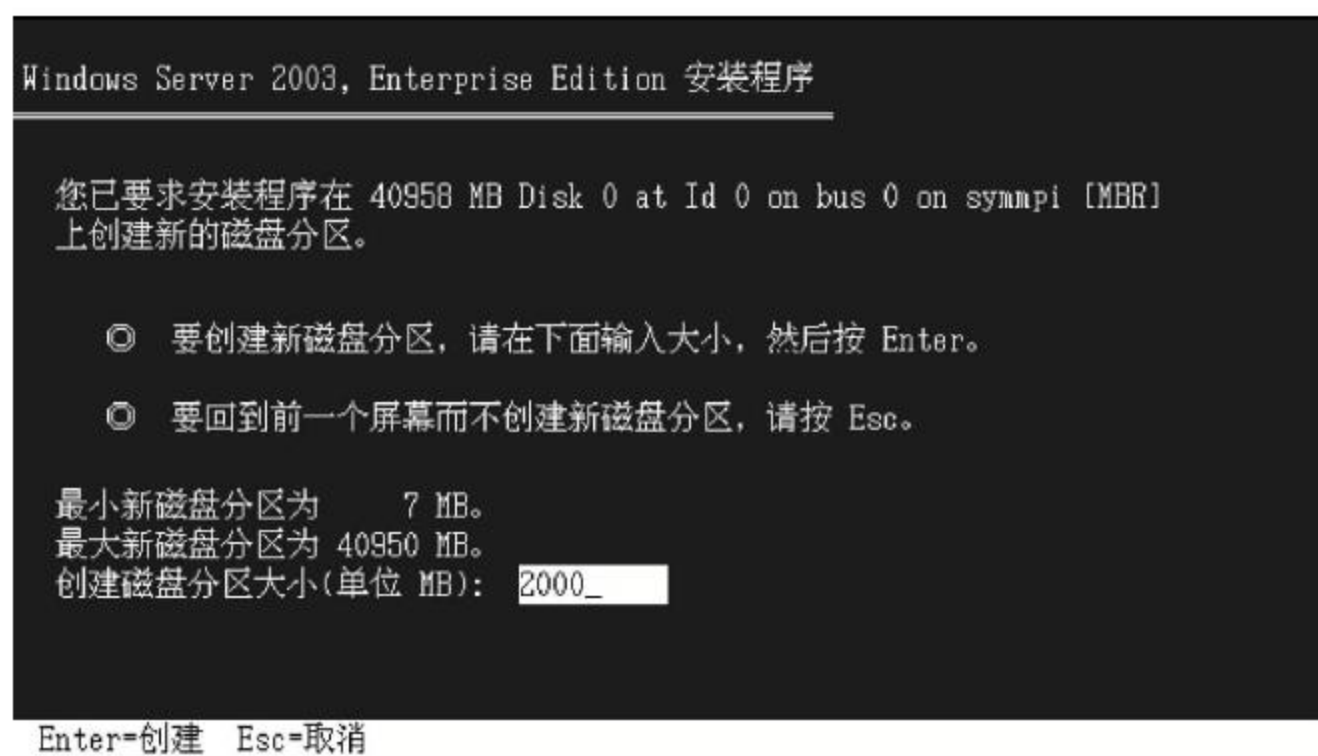 Windows Server 2003, Enterprise Edition 安装程序
您已要求安装程序在 40958 MB Disk 0 at Id 0 on bus 0 on symmpi [MBR]
上创建新的磁盘分区。
◎ 要创建新磁盘分区，请在下面输入大小，然后按 Enter。
◎ 要回到前一个屏幕而不创建新磁盘分区，请按 Esc。
最小新磁盘分区为 7 MB。
最大新磁盘分区为 40950 MB。
创建磁盘分区大小(单位 MB): 2000_
Enter=创建 Esc=取消